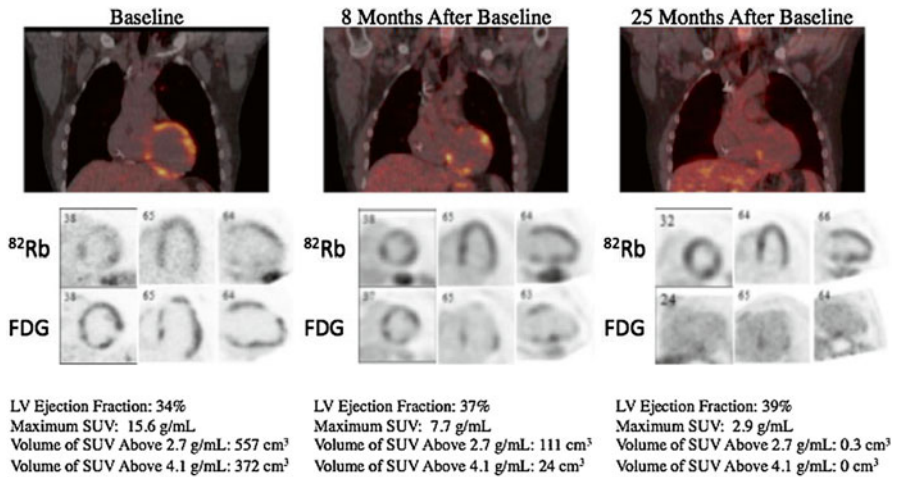 Baseline
8 Months After Baseline
25 Months After Baseline
82Rb
38
65
64
FDG
38
65
64
82Rb
38
65
64
FDG
37
65
63
82Rb
32
64
66
FDG
24
65
64
LV Ejection Fraction: 34%
Maximum SUV: 15.6 g/mL
Volume of SUV Above 2.7 g/mL: 557 cm³
Volume of SUV Above 4.1 g/mL: 372 cm³
LV Ejection Fraction: 37%
Maximum SUV: 7.7 g/mL
Volume of SUV Above 2.7 g/mL: 111 cm³
Volume of SUV Above 4.1 g/mL: 24 cm³
LV Ejection Fraction: 39%
Maximum SUV: 2.9 g/mL
Volume of SUV Above 2.7 g/mL: 0.3 cm³
Volume of SUV Above 4.1 g/mL: 0 cm³